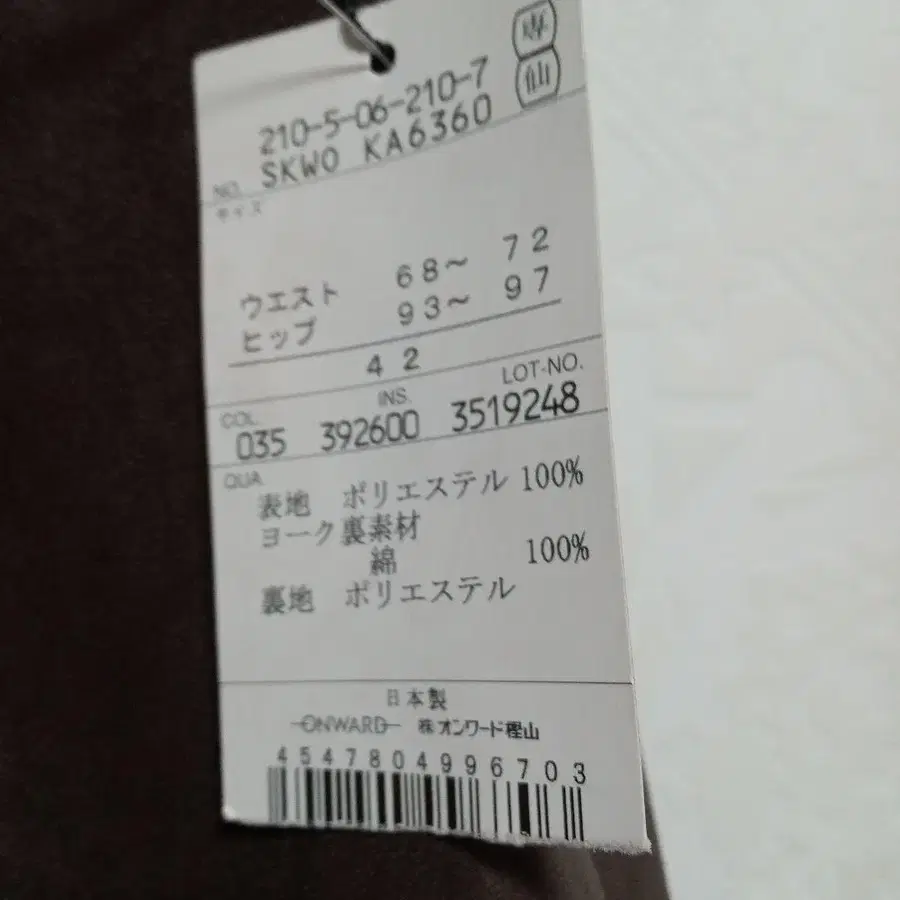 専
仙
210-5-06-210-7
NO. SKWO KA6360
サイズ
ウエスト 68~ 72
ヒップ 93~ 97
42
COL. INS. LOT-NO.
035 392600 3519248
QUA
表地 ポリエステル 100%
ヨーク裏素材
綿 100%
裏地 ポリエステル
日本製
ONWARD ㈱オンワード樫山
4547804996703